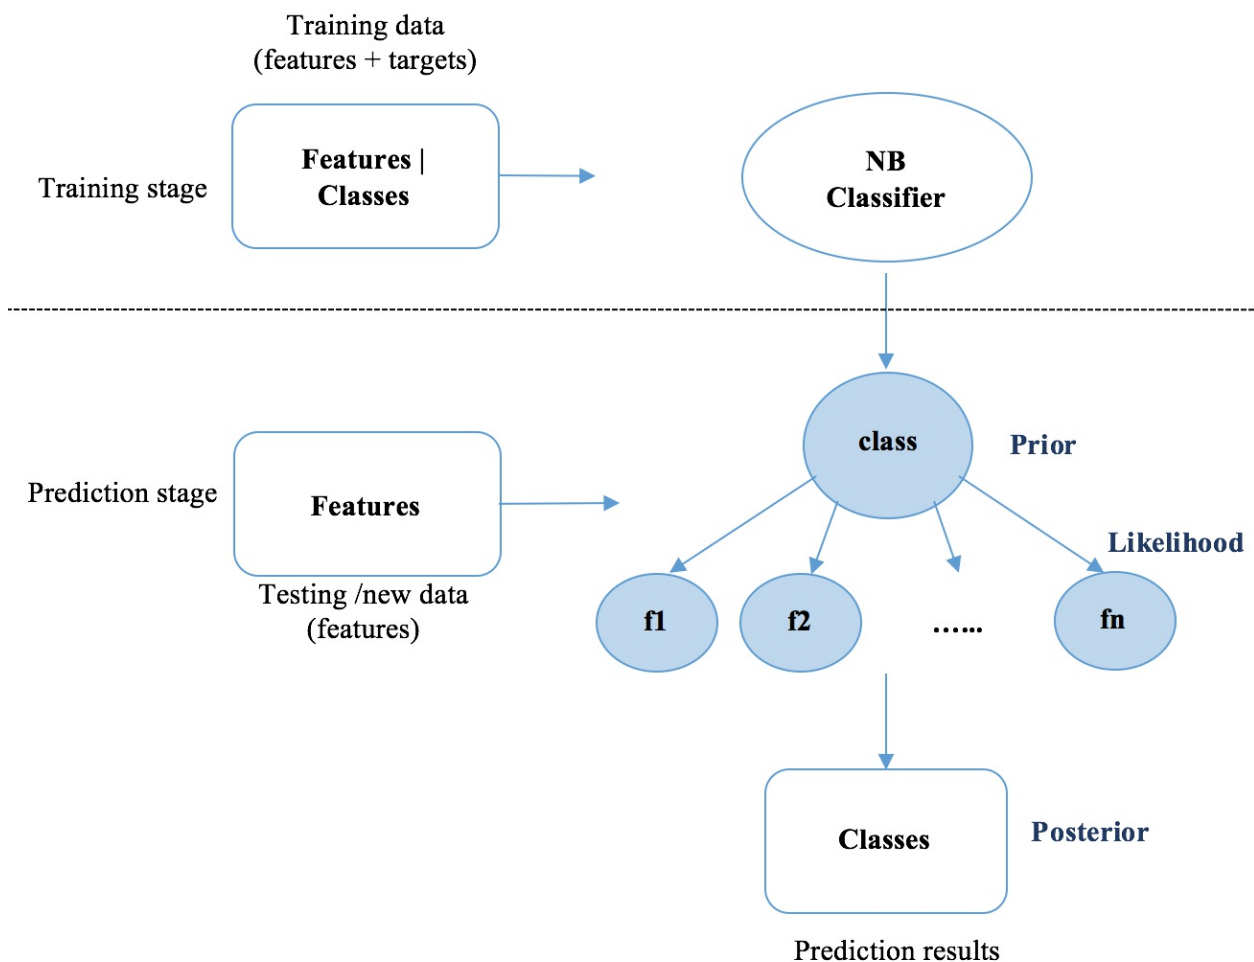 Training data
(features + targets)
Training stage
Features |
Classes
NB
Classifier
class
Prior
Prediction stage
Features
Likelihood
Testing /new data
(features)
f1
f2
......
fn
Classes
Posterior
Prediction results